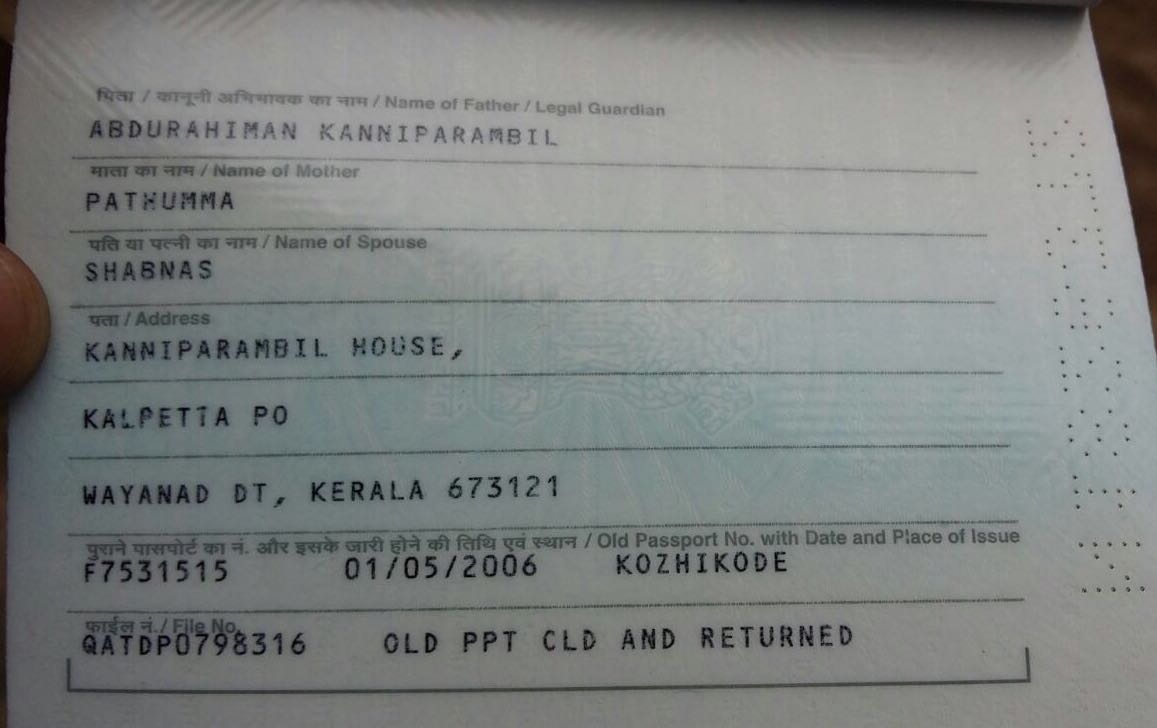 पिता / कानूनी अभिभावक का नाम / Name of Father / Legal Guardian
ABDURAHIMAN KANNIPARAMBIL
माता का नाम / Name of Mother
PATHUMMA
पति या पत्नी का नाम / Name of Spouse
SHABNAS
पता / Address
KANNIPARAMBIL HOUSE,
KALPETTA PO
WAYANAD DT, KERALA 673121
पुराने पासपोर्ट का नं. और इसके जारी होने की तिथि एवं स्थान / Old Passport No. with Date and Place of Issue
F7531515 01/05/2006 KOZHIKODE
फाईल नं./ File No.
QATDP0798316 OLD PPT CLD AND RETURNED